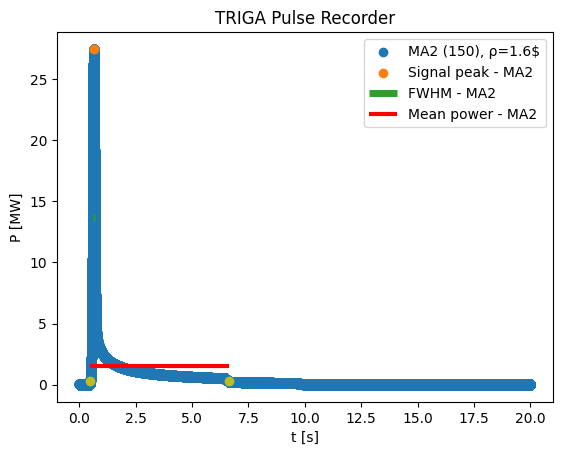 TRIGA Pulse Recorder
MA2 (150), ρ=1.6$
Signal peak - MA2
FWHM - MA2
Mean power - MA2
P [MW]
25
20
15
10
5
0
0.0 2.5 5.0 7.5 10.0 12.5 15.0 17.5 20.0
t [s]